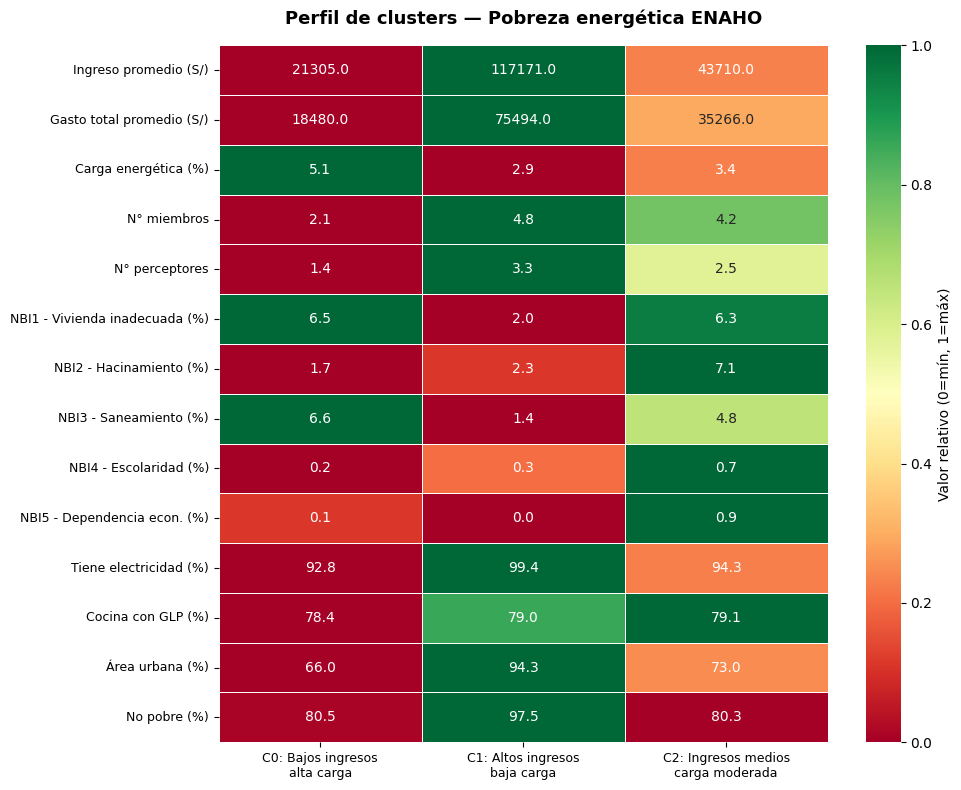 Perfil de clusters — Pobreza energética ENAHO
Ingreso promedio (S/) 21305.0 117171.0 43710.0
Gasto total promedio (S/) 18480.0 75494.0 35266.0
Carga energética (%) 5.1 2.9 3.4
N° miembros 2.1 4.8 4.2
N° perceptores 1.4 3.3 2.5
NBI1 - Vivienda inadecuada (%) 6.5 2.0 6.3
NBI2 - Hacinamiento (%) 1.7 2.3 7.1
NBI3 - Saneamiento (%) 6.6 1.4 4.8
NBI4 - Escolaridad (%) 0.2 0.3 0.7
NBI5 - Dependencia econ. (%) 0.1 0.0 0.9
Tiene electricidad (%) 92.8 99.4 94.3
Cocina con GLP (%) 78.4 79.0 79.1
Área urbana (%) 66.0 94.3 73.0
No pobre (%) 80.5 97.5 80.3
C0: Bajos ingresos
alta carga
C1: Altos ingresos
baja carga
C2: Ingresos medios
carga moderada
1.0
0.8
0.6
0.4
0.2
0.0
Valor relativo (0=mín, 1=máx)